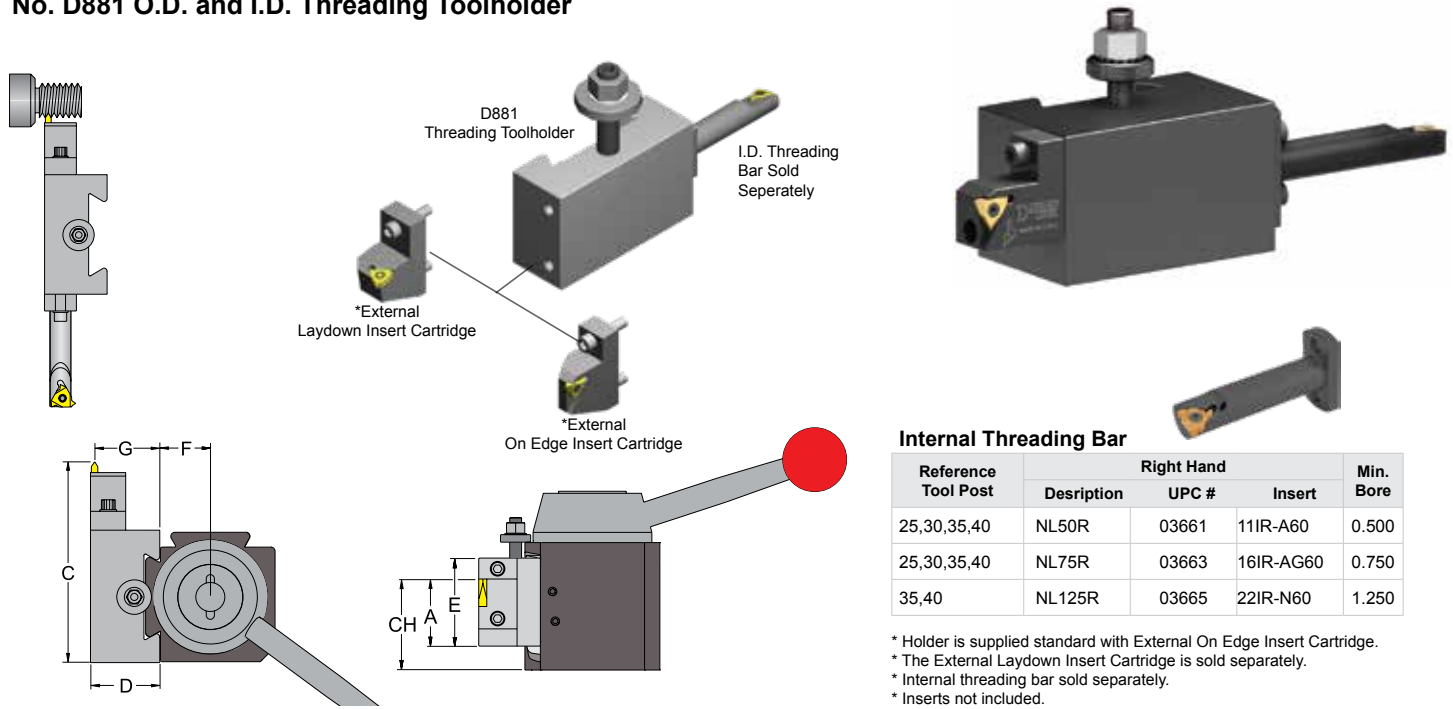 No. D881 O.D. and I.D. Threading Toolholder
D881
Threading Toolholder
I.D. Threading
Bar Sold
Seperately
*External
Laydown Insert Cartridge
*External
On Edge Insert Cartridge
G
F
C
D
CH
A
E
Internal Threading Bar
Reference Tool Post Right Hand Min. Bore
Desription UPC # Insert
25,30,35,40 NL50R 03661 11IR-A60 0.500
25,30,35,40 NL75R 03663 16IR-AG60 0.750
35,40 NL125R 03665 22IR-N60 1.250
* Holder is supplied standard with External On Edge Insert Cartridge.
* The External Laydown Insert Cartridge is sold separately.
* Internal threading bar sold separately.
* Inserts not included.